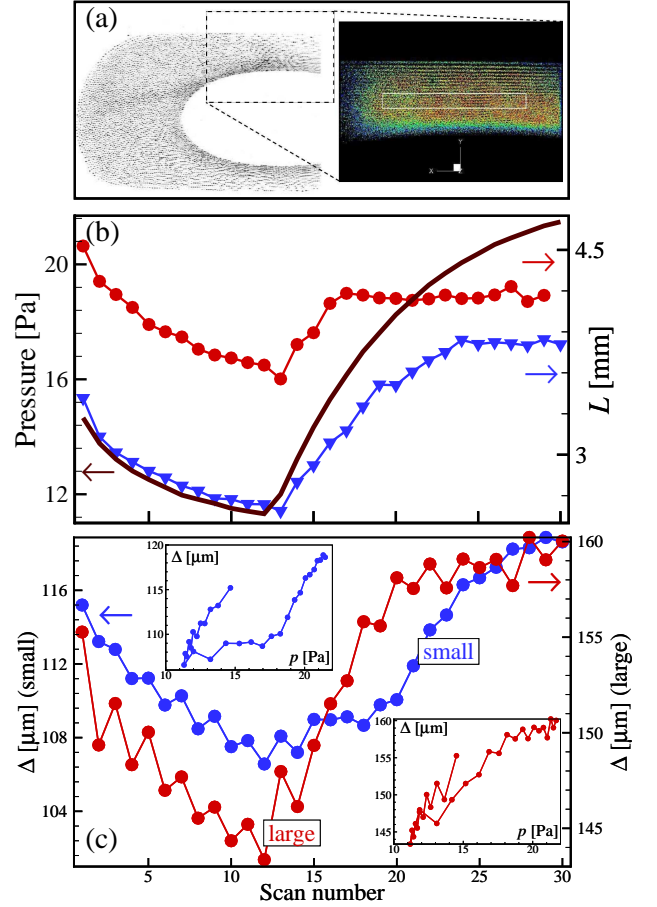 (a)
Y
X
Z
(b)
Pressure [Pa]
20
16
12
4.5
3
L [mm]
Δ [μm] (small)
116
112
108
104
120
Δ [μm]
110
10
15
20
p [Pa]
small
160
155
150
145
Δ [μm] (large)
160
Δ [μm]
155
150
145
p [Pa]
10
15
20
large
(c)
5
10
15
20
25
30
Scan number